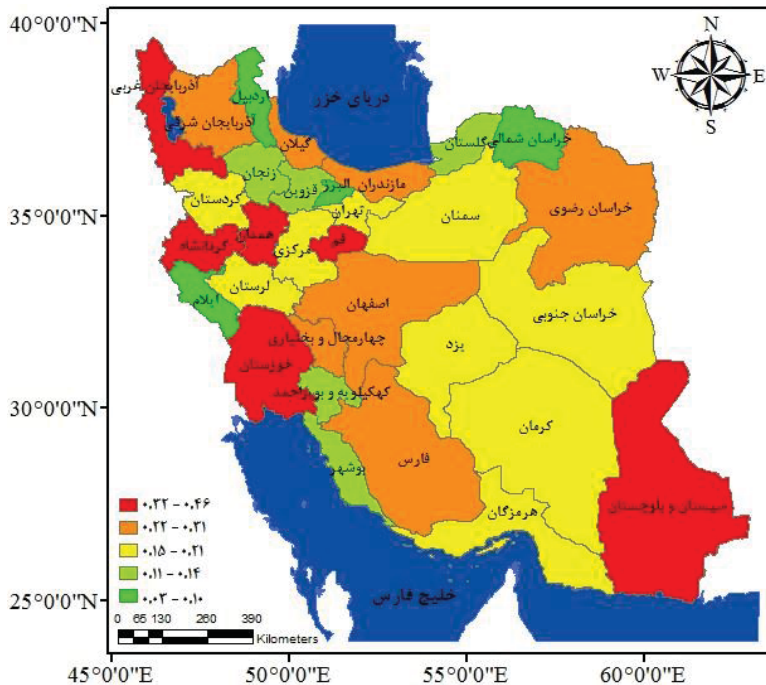 40°0'0"N
35°0'0"N
30°0'0"N
25°0'0"N
45°0'0"E
50°0'0"E
55°0'0"E
60°0'0"E
N
W
E
S
دریای خزر
آذربایجان غربی
اردبیل
آذربایجان شرقی
گیلان
گلستان
خراسان شمالی
زنجان
قزوین
البرز
مازندران
کردستان
تهران
سمنان
خراسان رضوی
همدان
کرمانشاه
مرکزی
قم
ایلام
لرستان
اصفهان
خراسان جنوبی
چهارمحال و بختیاری
یزد
خوزستان
کهکیلویه و بویراحمد
کرمان
بوشهر
فارس
هرمزگان
سیستان و بلوچستان
خلیج فارس
۰.۳۲ - ۰.۴۶
۰.۲۲ - ۰.۳۱
۰.۱۵ - ۰.۲۱
۰.۱۱ - ۰.۱۴
۰.۰۳ - ۰.۱۰
0 65 130 260 390
Kilometers